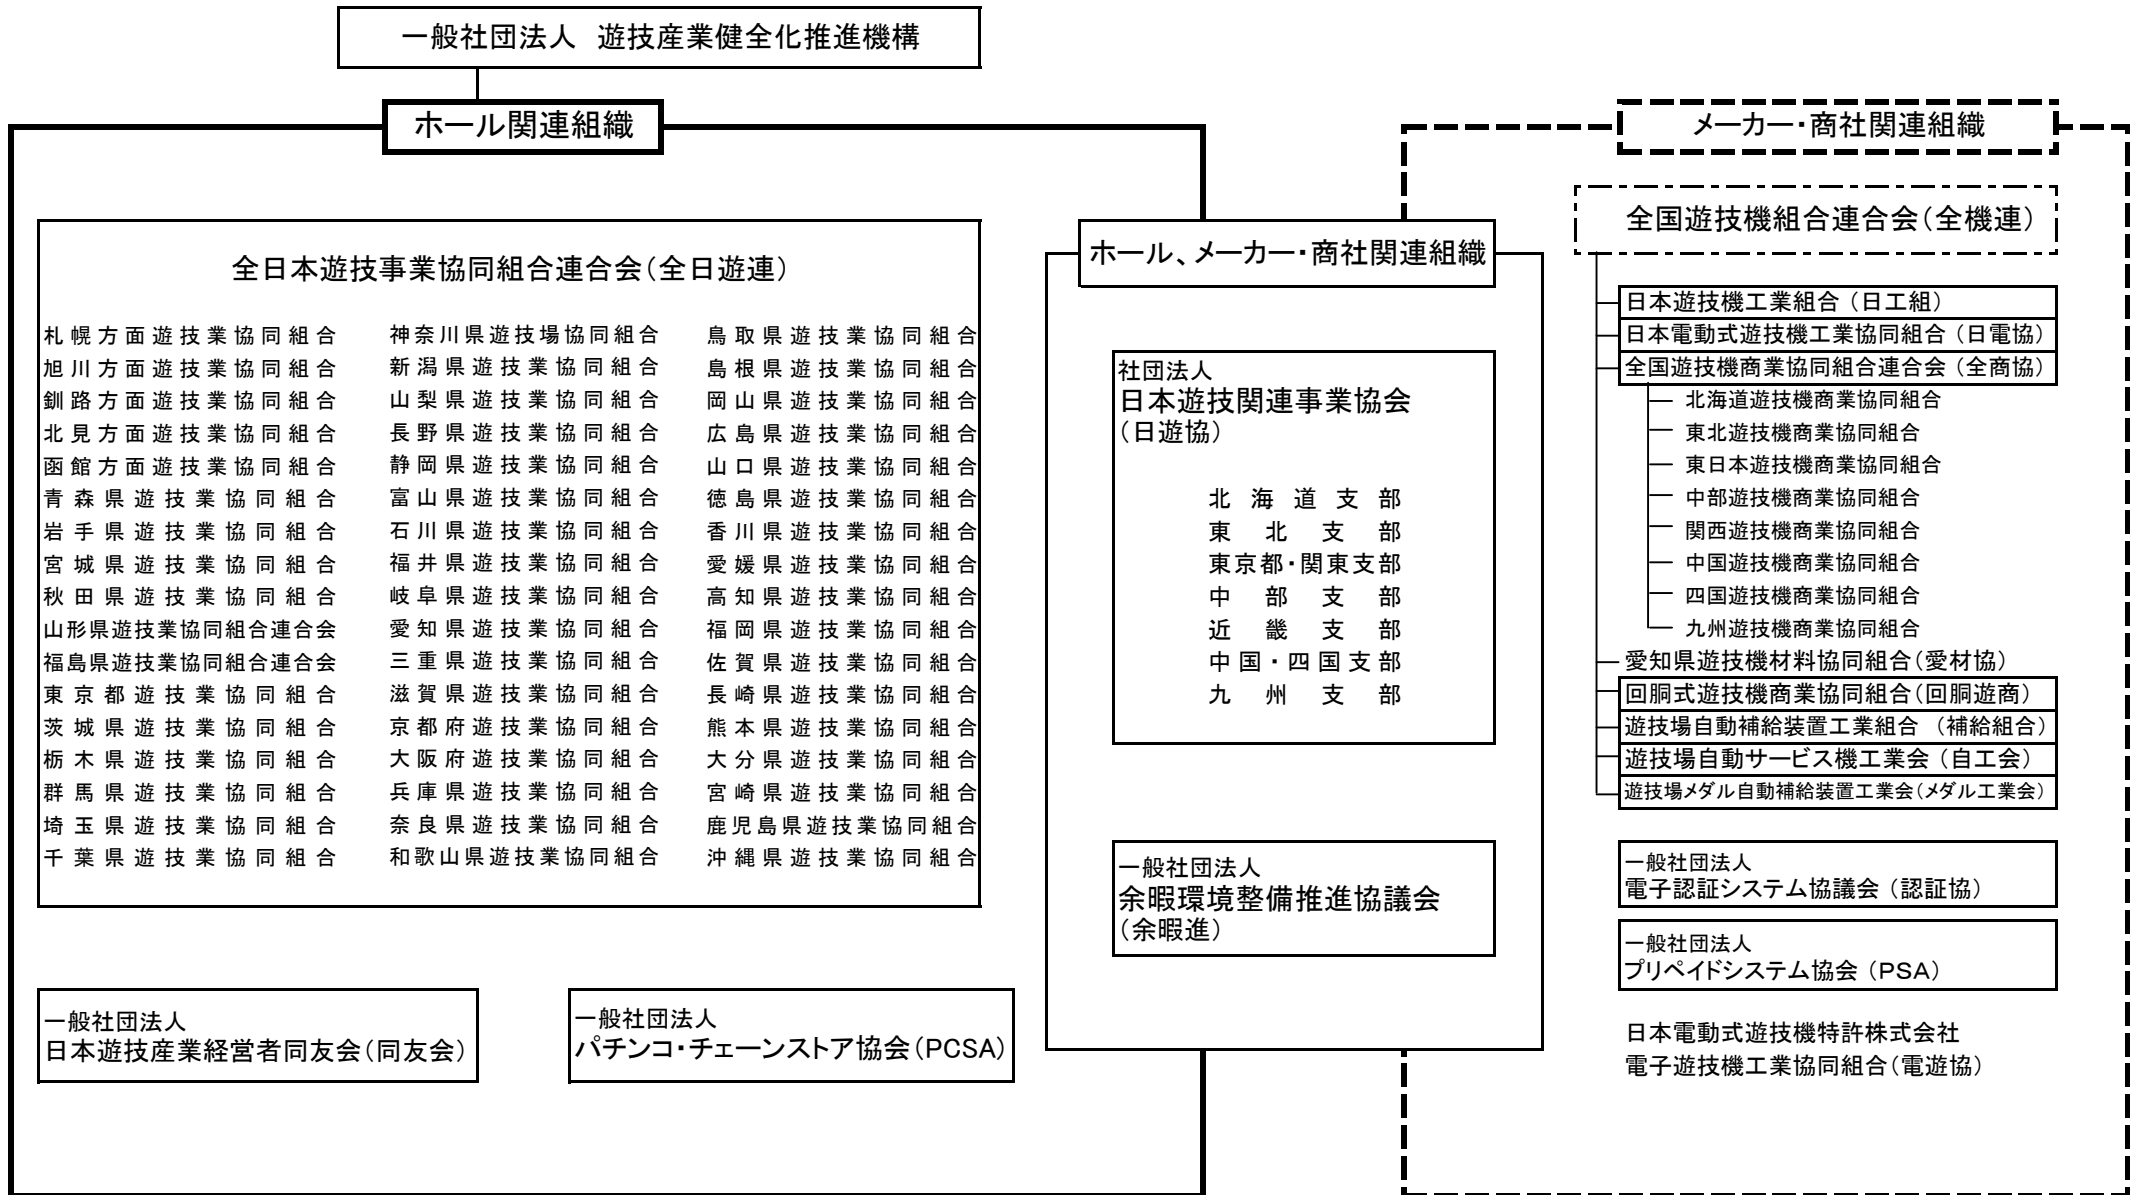 一般社団法人　遊技産業健全化推進機構
ホール関連組織
全日本遊技事業協同組合連合会(全日遊連)
札幌方面遊技業協同組合
旭川方面遊技業協同組合
釧路方面遊技業協同組合
北見方面遊技業協同組合
函館方面遊技業協同組合
青森県遊技業協同組合
岩手県遊技業協同組合
宮城県遊技業協同組合
秋田県遊技業協同組合
山形県遊技業協同組合連合会
福島県遊技業協同組合連合会
東京都遊技業協同組合
茨城県遊技業協同組合
栃木県遊技業協同組合
群馬県遊技業協同組合
埼玉県遊技業協同組合
千葉県遊技業協同組合
神奈川県遊技場協同組合
新潟県遊技業協同組合
山梨県遊技業協同組合
長野県遊技業協同組合
静岡県遊技業協同組合
富山県遊技業協同組合
石川県遊技業協同組合
福井県遊技業協同組合
岐阜県遊技業協同組合
愛知県遊技業協同組合
三重県遊技業協同組合
滋賀県遊技業協同組合
京都府遊技業協同組合
大阪府遊技業協同組合
兵庫県遊技業協同組合
奈良県遊技業協同組合
和歌山県遊技業協同組合
鳥取県遊技業協同組合
島根県遊技業協同組合
岡山県遊技業協同組合
広島県遊技業協同組合
山口県遊技業協同組合
徳島県遊技業協同組合
香川県遊技業協同組合
愛媛県遊技業協同組合
高知県遊技業協同組合
福岡県遊技業協同組合
佐賀県遊技業協同組合
長崎県遊技業協同組合
熊本県遊技業協同組合
大分県遊技業協同組合
宮崎県遊技業協同組合
鹿児島県遊技業協同組合
沖縄県遊技業協同組合
一般社団法人
日本遊技産業経営者同友会(同友会)
一般社団法人
パチンコ・チェーンストア協会(PCSA)
ホール、メーカー・商社関連組織
社団法人
日本遊技関連事業協会
(日遊協)
北海道支部
東北支部
東京都・関東支部
中部支部
近畿支部
中国・四国支部
九州支部
一般社団法人
余暇環境整備推進協議会
(余暇進)
メーカー・商社関連組織
全国遊技機組合連合会(全機連)
日本遊技機工業組合 (日工組)
日本電動式遊技機工業協同組合 (日電協)
全国遊技機商業協同組合連合会 (全商協)
北海道遊技機商業協同組合
東北遊技機商業協同組合
東日本遊技機商業協同組合
中部遊技機商業協同組合
関西遊技機商業協同組合
中国遊技機商業協同組合
四国遊技機商業協同組合
九州遊技機商業協同組合
愛知県遊技機材料協同組合(愛材協)
回胴式遊技機商業協同組合(回胴遊商)
遊技場自動補給装置工業組合 (補給組合)
遊技場自動サービス機工業会 (自工会)
遊技場メダル自動補給装置工業会(メダル工業会)
一般社団法人
電子認証システム協議会 (認証協)
一般社団法人
プリペイドシステム協会 (PSA)
日本電動式遊技機特許株式会社
電子遊技機工業協同組合(電遊協)